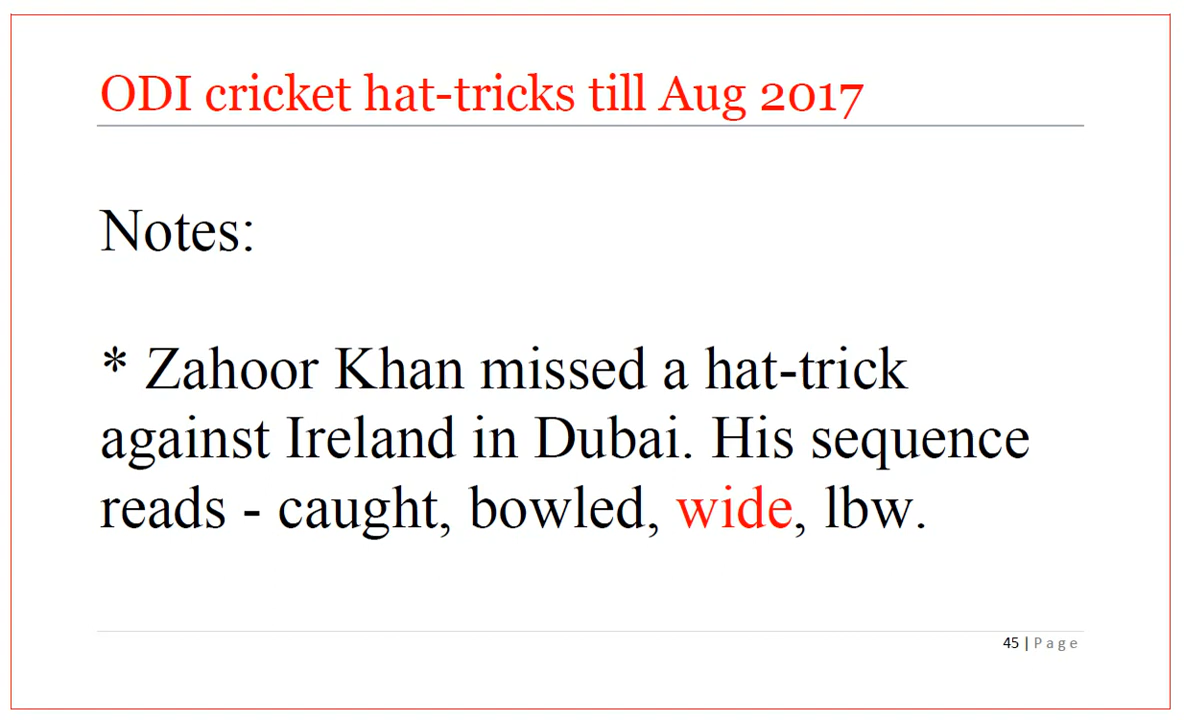 ODI cricket hat-tricks till Aug 2017
Notes:
* Zahoor Khan missed a hat-trick
against Ireland in Dubai. His sequence
reads - caught, bowled, wide, lbw.
45 | Page